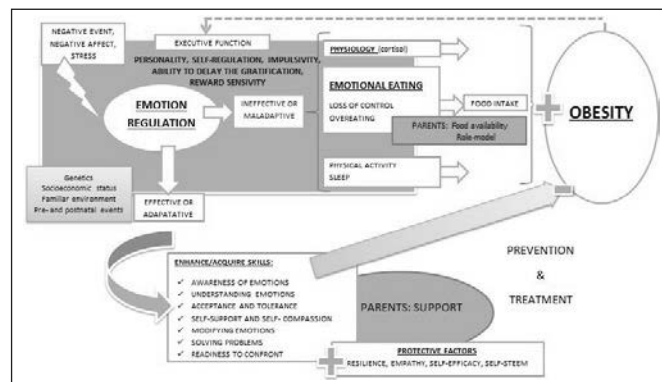 NEGATIVE EVENT,
NEGATIVE AFFECT,
STRESS
EXECUTIVE FUNCTION
PERSONALITY, SELF-REGULATION, IMPULSIVITY,
ABILITY TO DELAY THE GRATIFICATION,
REWARD SENSIVITY
EMOTION
REGULATION
INEFFECTIVE OR
MALADAPTIVE
PHYSIOLOGY (cortisol)
EMOTIONAL EATING
LOSS OF CONTROL
OVEREATING
FOOD INTAKE
PARENTS: Food availability
Role-model
PHYSICAL ACTIVITY
SLEEP
OBESITY
Genetics
Socioeconomic status
Familiar environment
Pre- and postnatal events
EFFECTIVE OR
ADAPATATIVE
ENHANCE/ACQUIRE SKILLS:
✓ AWARENESS OF EMOTIONS
✓ UNDERSTANDING EMOTIONS
✓ ACCEPTANCE AND TOLERANCE
✓ SELF-SUPPORT AND SELF- COMPASSION
✓ MODIFYING EMOTIONS
✓ SOLVING PROBLEMS
✓ READINESS TO CONFRONT
PARENTS: SUPPORT
PREVENTION
&
TREATMENT
PROTECTIVE FACTORS
RESILIENCE, EMPATHY, SELF-EFFICACY, SELF-STEEM